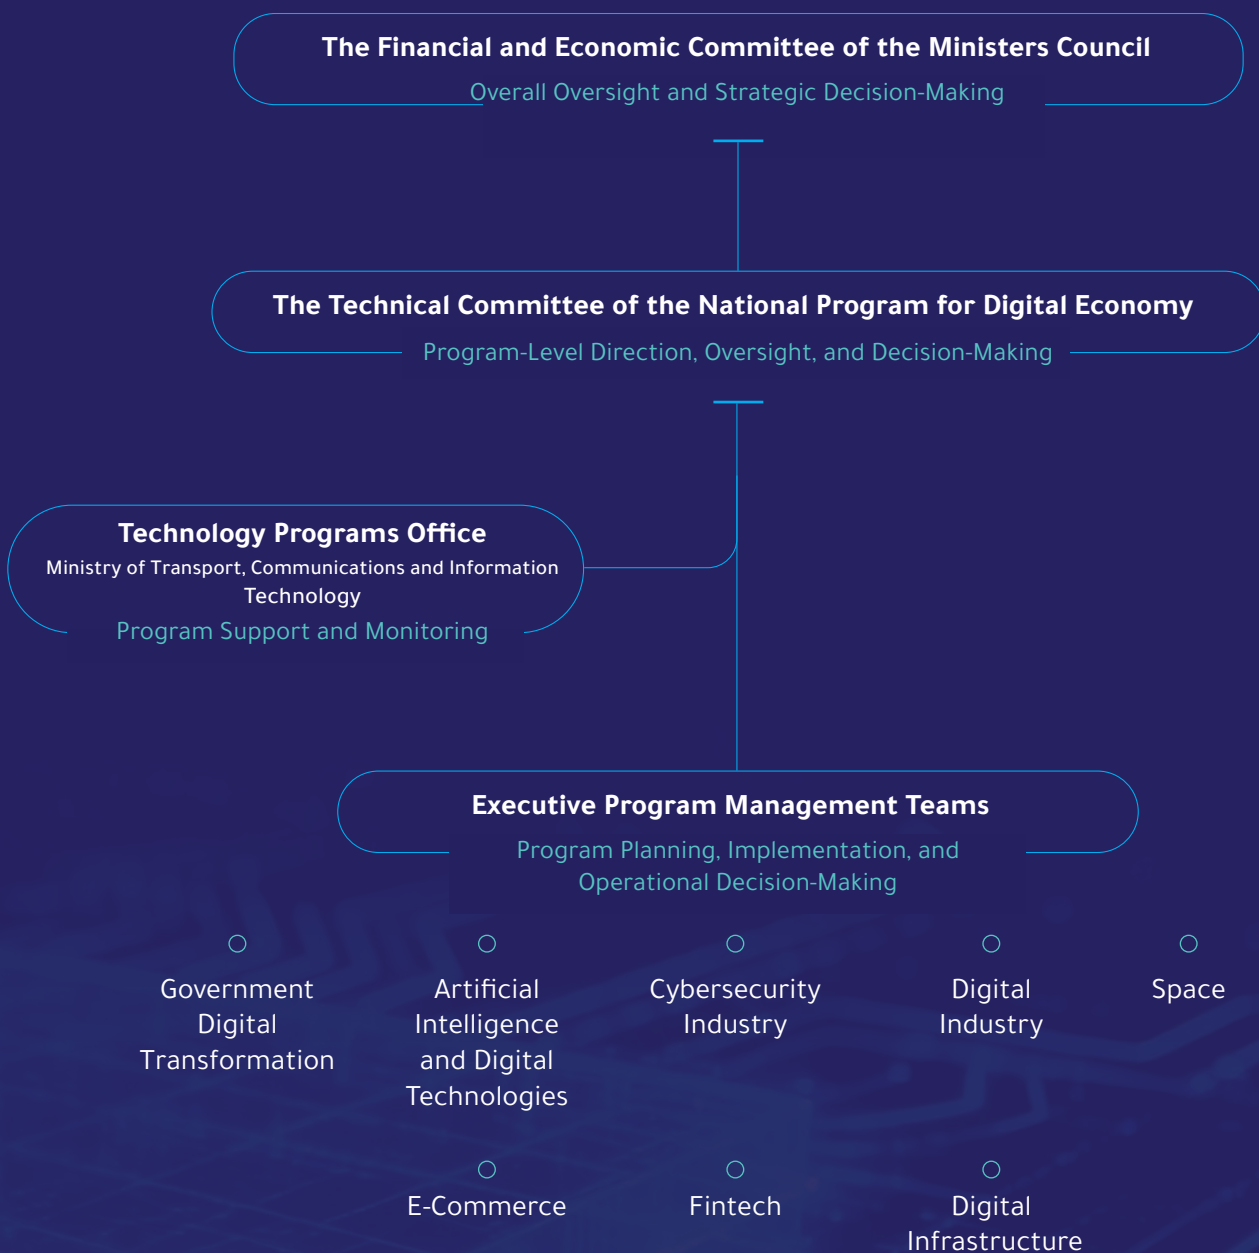 The Financial and Economic Committee of the Ministers Council
Overall Oversight and Strategic Decision-Making
The Technical Committee of the National Program for Digital Economy
Program-Level Direction, Oversight, and Decision-Making
Technology Programs Office
Ministry of Transport, Communications and Information
Technology
Program Support and Monitoring
Executive Program Management Teams
Program Planning, Implementation, and
Operational Decision-Making
Government
Digital
Transformation
Artificial
Intelligence
and Digital
Technologies
Cybersecurity
Industry
Digital
Industry
Space
E-Commerce
Fintech
Digital
Infrastructure